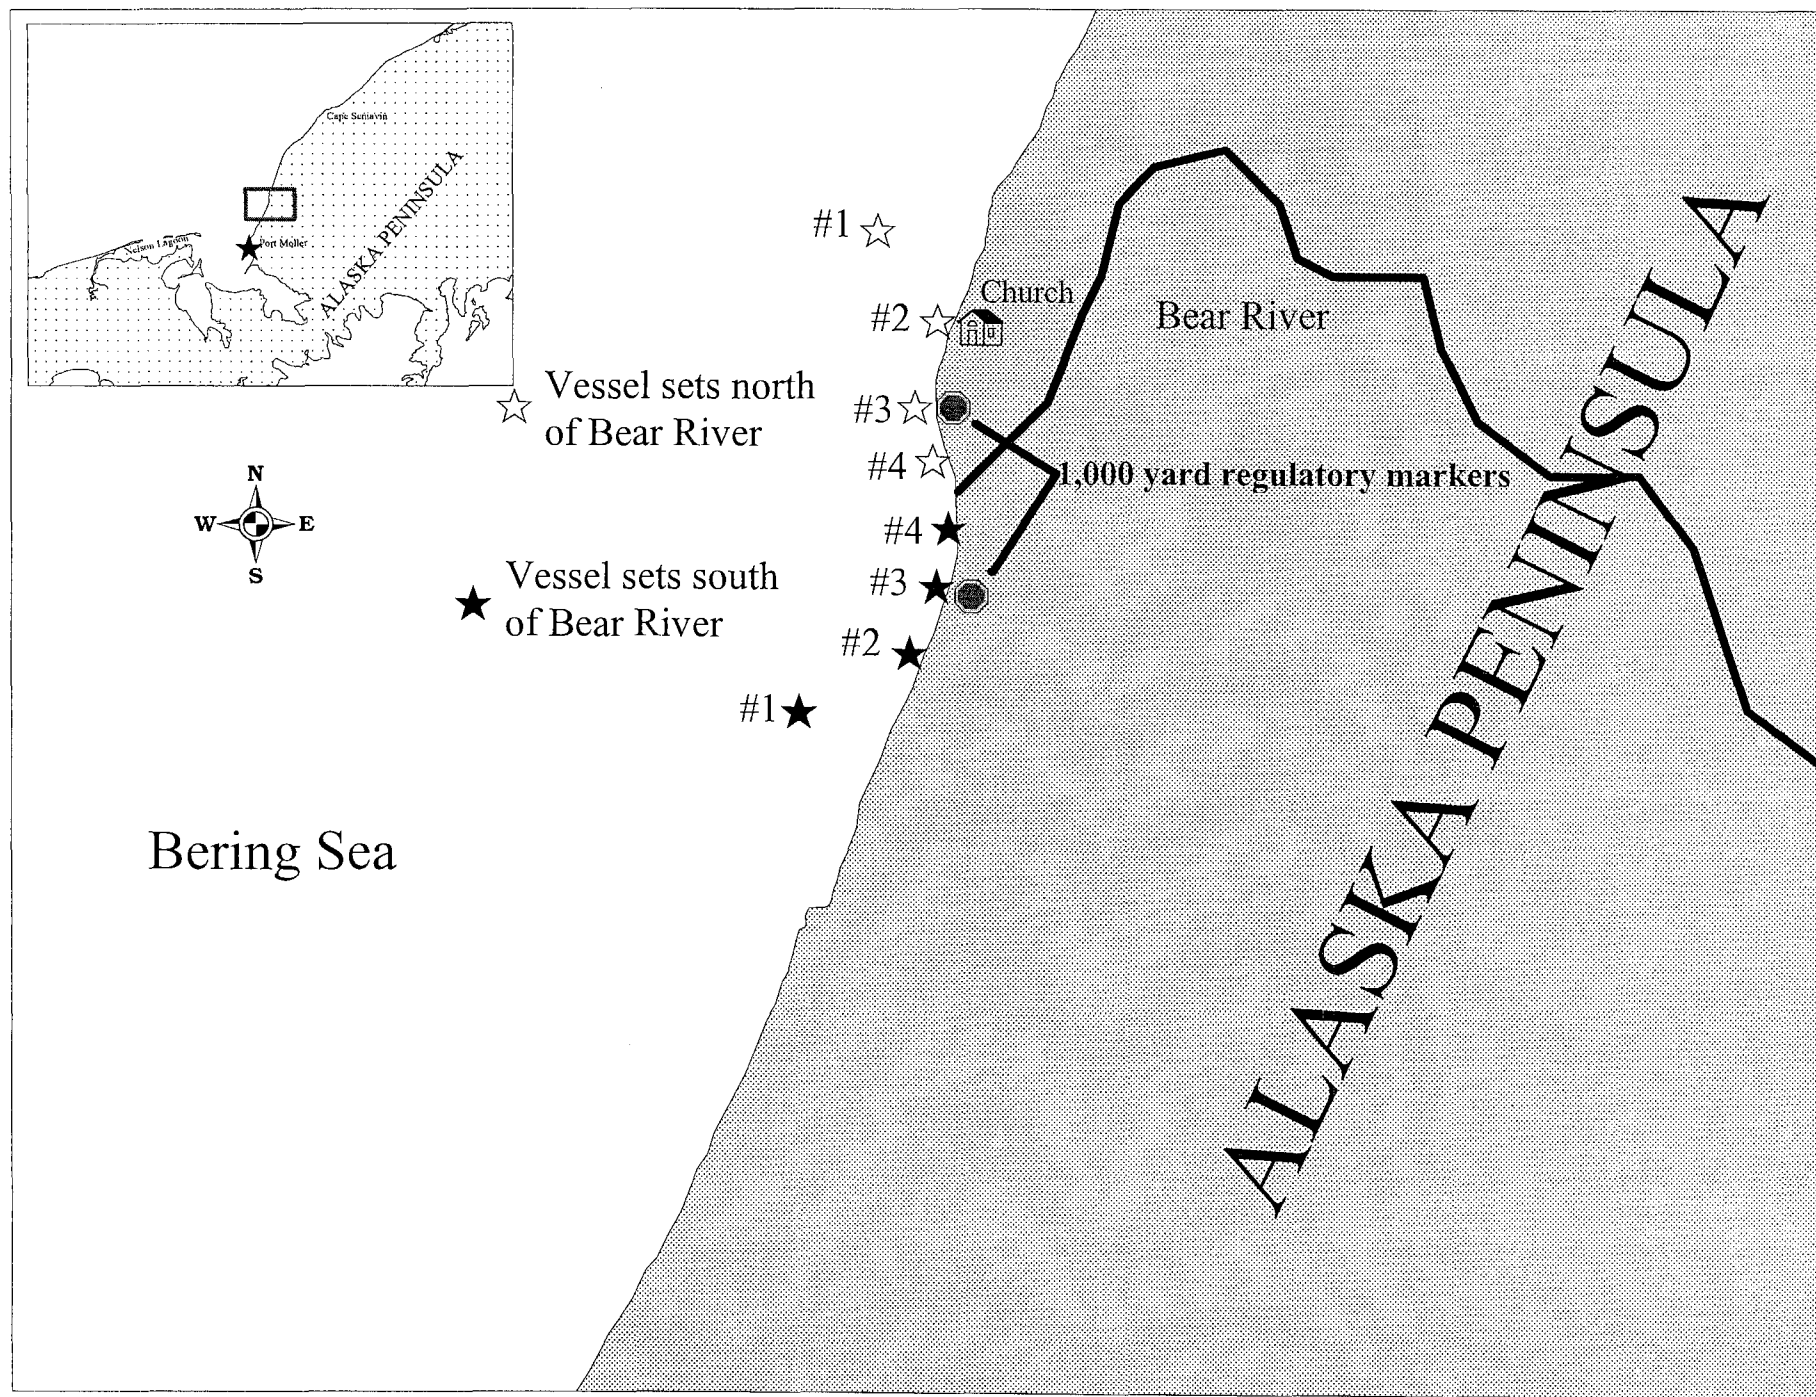 Cape Seniavin
ALASKA PENINSULA
Nelson Lagoon
Port Moller
#1
Church
#2
Bear River
Vessel sets north
of Bear River
#3
#4
1,000 yard regulatory markers
N
W E
S
#4
Vessel sets south
of Bear River
#3
#2
#1
Bering Sea
ALASKA PENINSULA